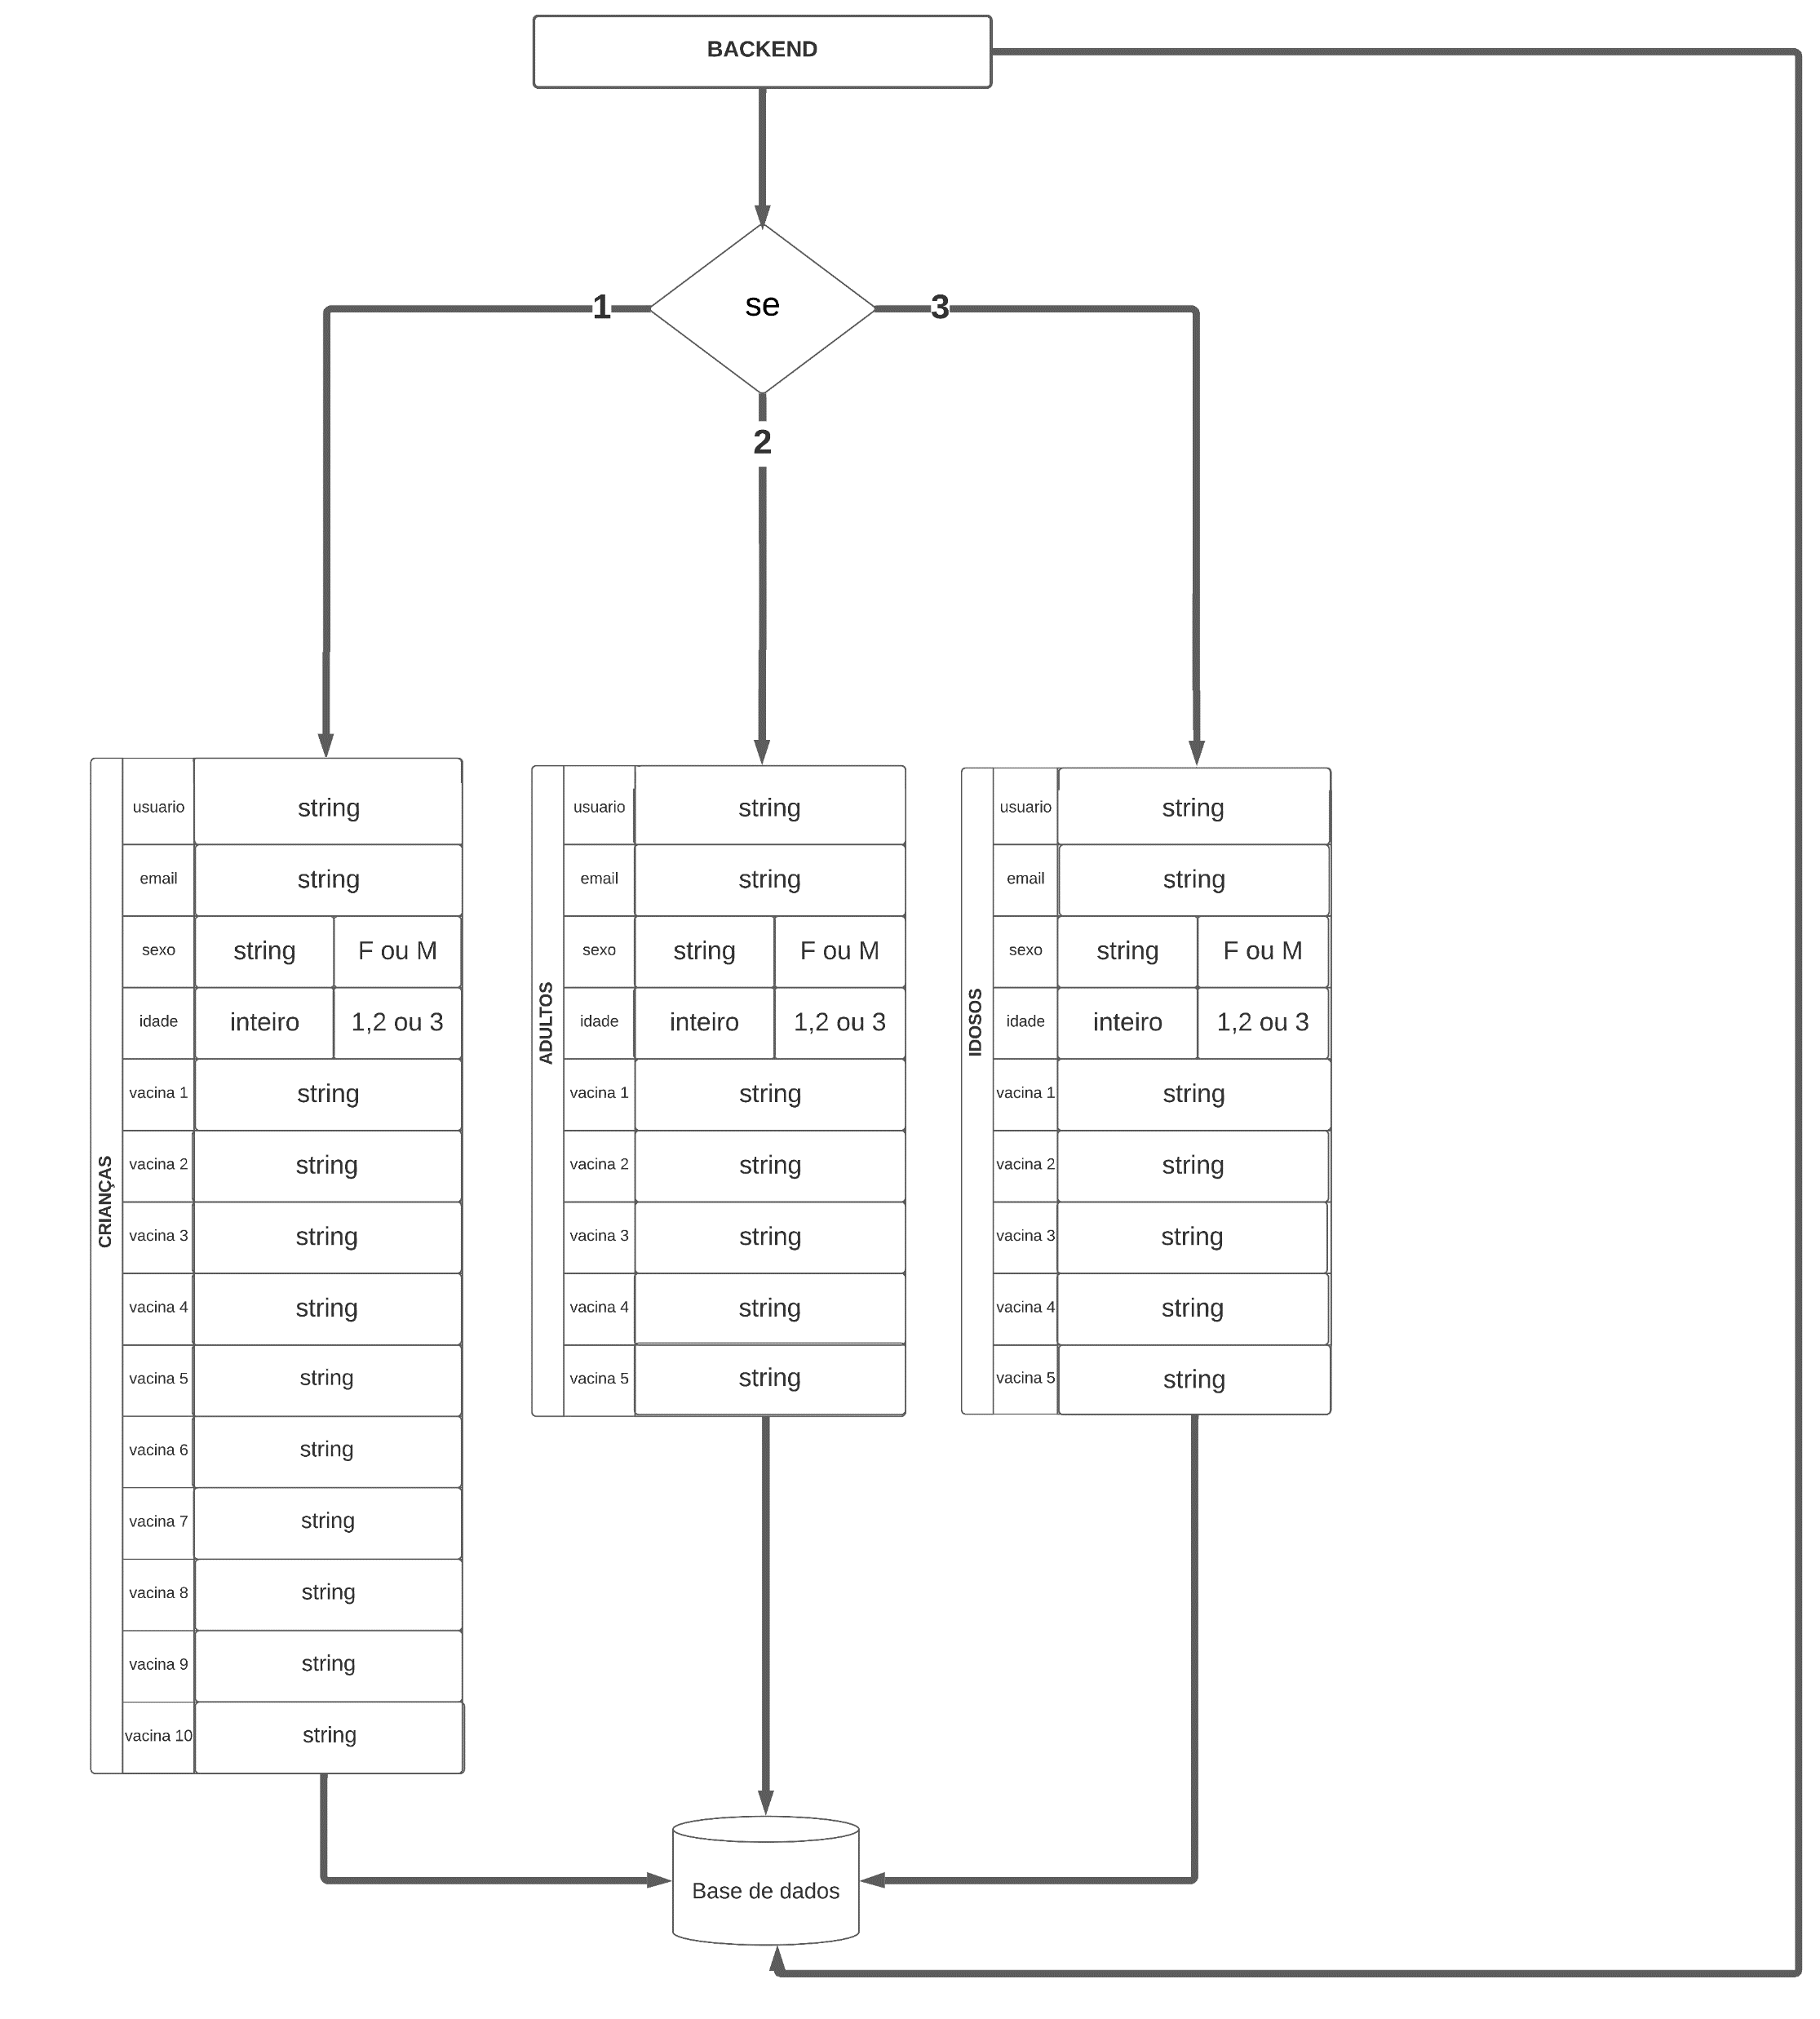 BACKEND
se
1
3
2
CRIANÇAS
usuario string
email string
sexo string F ou M
idade inteiro 1,2 ou 3
vacina 1 string
vacina 2 string
vacina 3 string
vacina 4 string
vacina 5 string
vacina 6 string
vacina 7 string
vacina 8 string
vacina 9 string
vacina 10 string
ADULTOS
usuario string
email string
sexo string F ou M
idade inteiro 1,2 ou 3
vacina 1 string
vacina 2 string
vacina 3 string
vacina 4 string
vacina 5 string
IDOSOS
usuario string
email string
sexo string F ou M
idade inteiro 1,2 ou 3
vacina 1 string
vacina 2 string
vacina 3 string
vacina 4 string
vacina 5 string
Base de dados